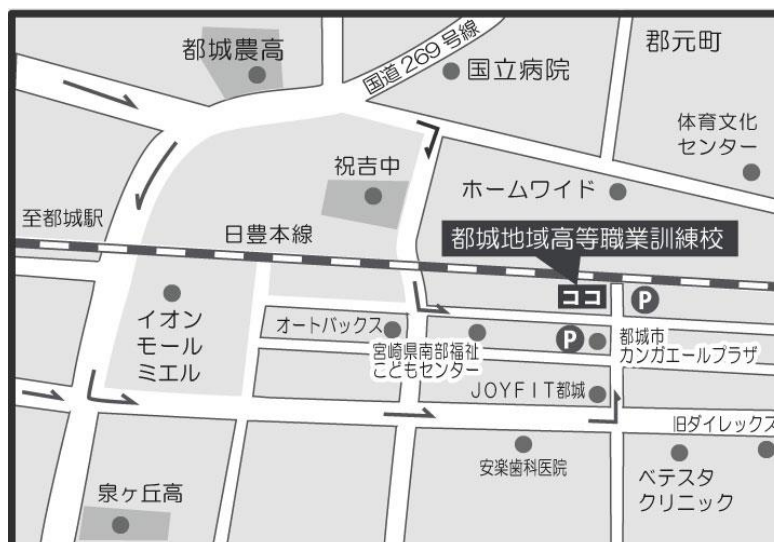 都城農高
国道269号線
国立病院
郡元町
体育文化
センター
祝吉中
ホームワイド
至都城駅
日豊本線
都城地域高等職業訓練校
ココ
P
イオン
モール
ミエル
オートバックス
宮崎県南部福祉
こどもセンター
P
都城市
カンガエールプラザ
JOYFIT都城
旧ダイレックス
安楽歯科医院
ベテスタ
クリニック
泉ヶ丘高